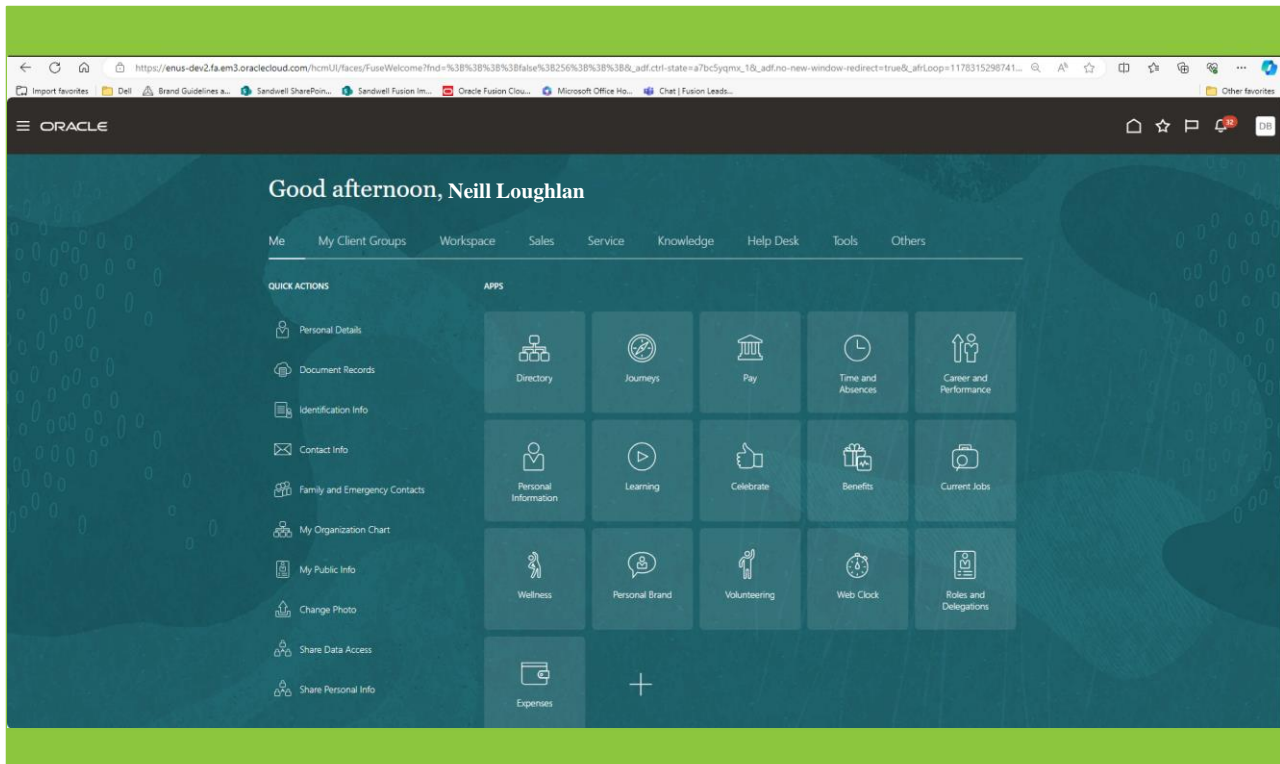 https://enus-dev2.fa.em3.oraclecloud.com/hcmUI/faces/FuseWelcome?fnd=%3B%3B%3B%3Bfalse%3B256%3B%3B%3B&_adf.ctrl-state=a7bc5yqmx_1&_adf.no-new-window-redirect=true&_afrLoop=1178315298741...
Import favorites Dell Brand Guidelines a... Sandwell SharePoin... Sandwell Fusion Im... Oracle Fusion Clou... Microsoft Office Ho... Chat | Fusion Leads... Other favorites
ORACLE 32 DB
Good afternoon, Neill Loughlan
Me My Client Groups Workspace Sales Service Knowledge Help Desk Tools Others
QUICK ACTIONS
Personal Details
Document Records
Identification Info
Contact Info
Family and Emergency Contacts
My Organization Chart
My Public Info
Change Photo
Share Data Access
Share Personal Info
APPS
Directory
Journeys
Pay
Time and
Absences
Career and
Performance
Personal
Information
Learning
Celebrate
Benefits
Current Jobs
Wellness
Personal Brand
Volunteering
Web Clock
Roles and
Delegations
Expenses